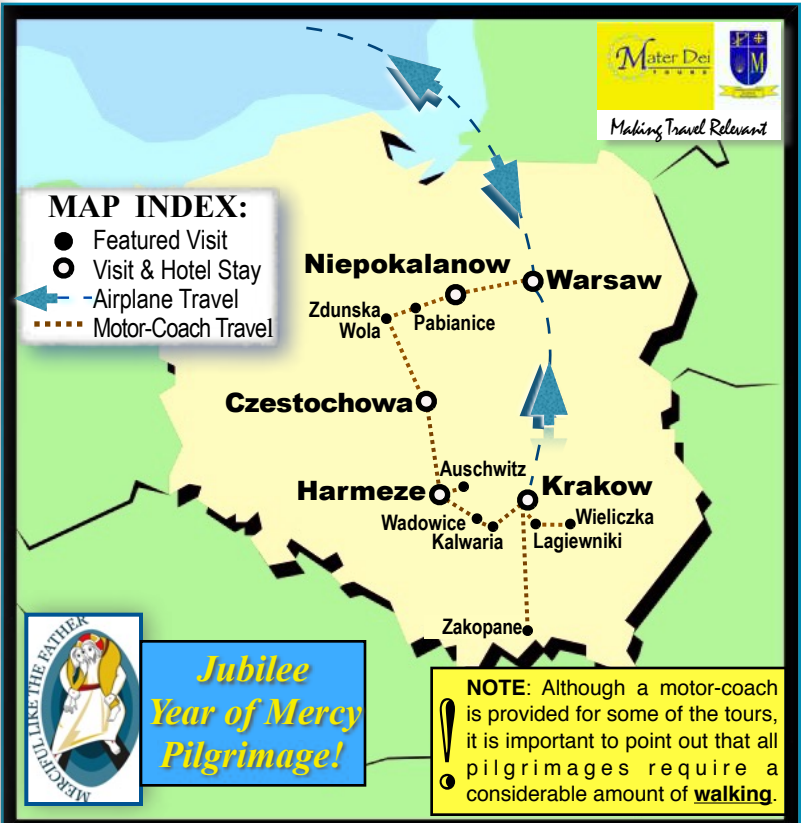 Mater Dei
TOURS
M
Making Travel Relevant
MAP INDEX:
Featured Visit
Visit & Hotel Stay
Airplane Travel
Motor-Coach Travel
Niepokalanow
Warsaw
Zdunska
Wola
Pabianice
Czestochowa
Auschwitz
Harmeze
Krakow
Wadowice
Kalwaria
Wieliczka
Lagiewniki
Zakopane
MERCIFUL LIKE THE FATHER
Jubilee
Year of Mercy
Pilgrimage!
!
NOTE: Although a motor-coach
is provided for some of the tours,
it is important to point out that all
pilgrimages require a
considerable amount of walking.